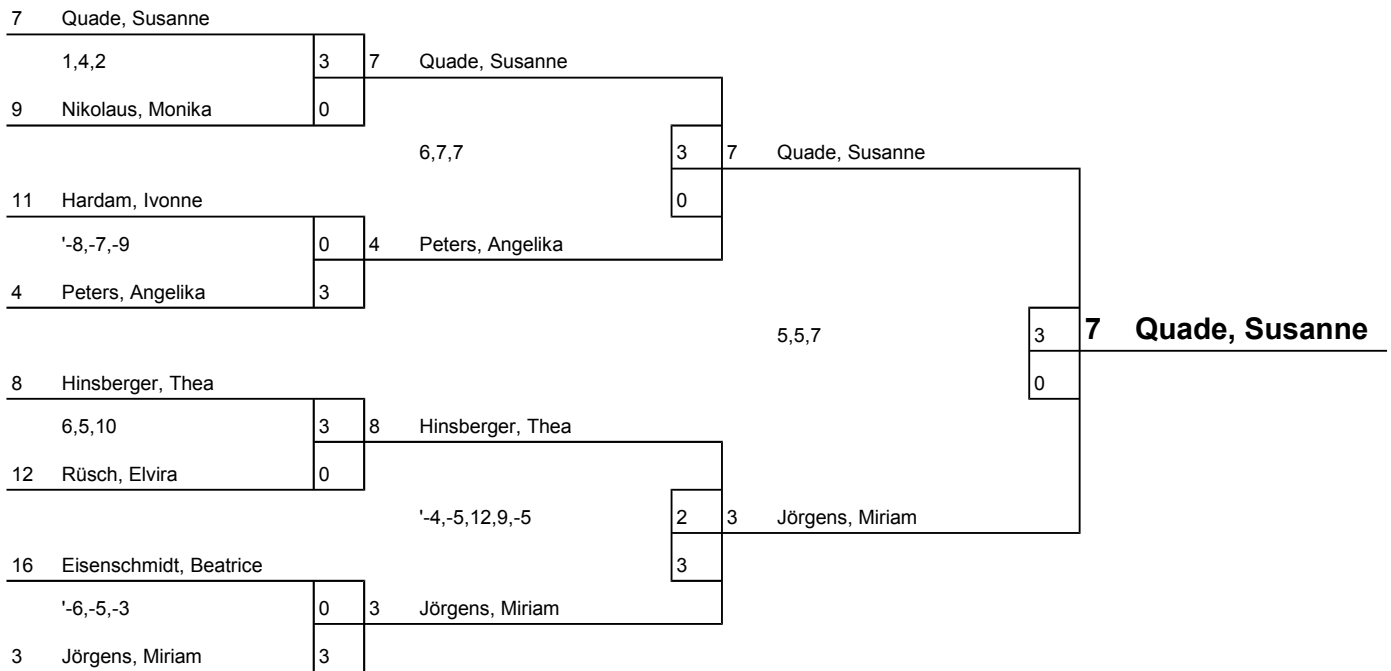 7 Quade, Susanne
1,4,2 3 7 Quade, Susanne
9 Nikolaus, Monika 0
6,7,7 3 7 Quade, Susanne
11 Hardam, Ivonne 0
'-8,-7,-9 0 4 Peters, Angelika
4 Peters, Angelika 3
5,5,7 3 7 Quade, Susanne
8 Hinsberger, Thea 0
6,5,10 3 8 Hinsberger, Thea
12 Rüsch, Elvira 0
'-4,-5,12,9,-5 2 3 Jörgens, Miriam
16 Eisenschmidt, Beatrice 3
'-6,-5,-3 0 3 Jörgens, Miriam
3 Jörgens, Miriam 3